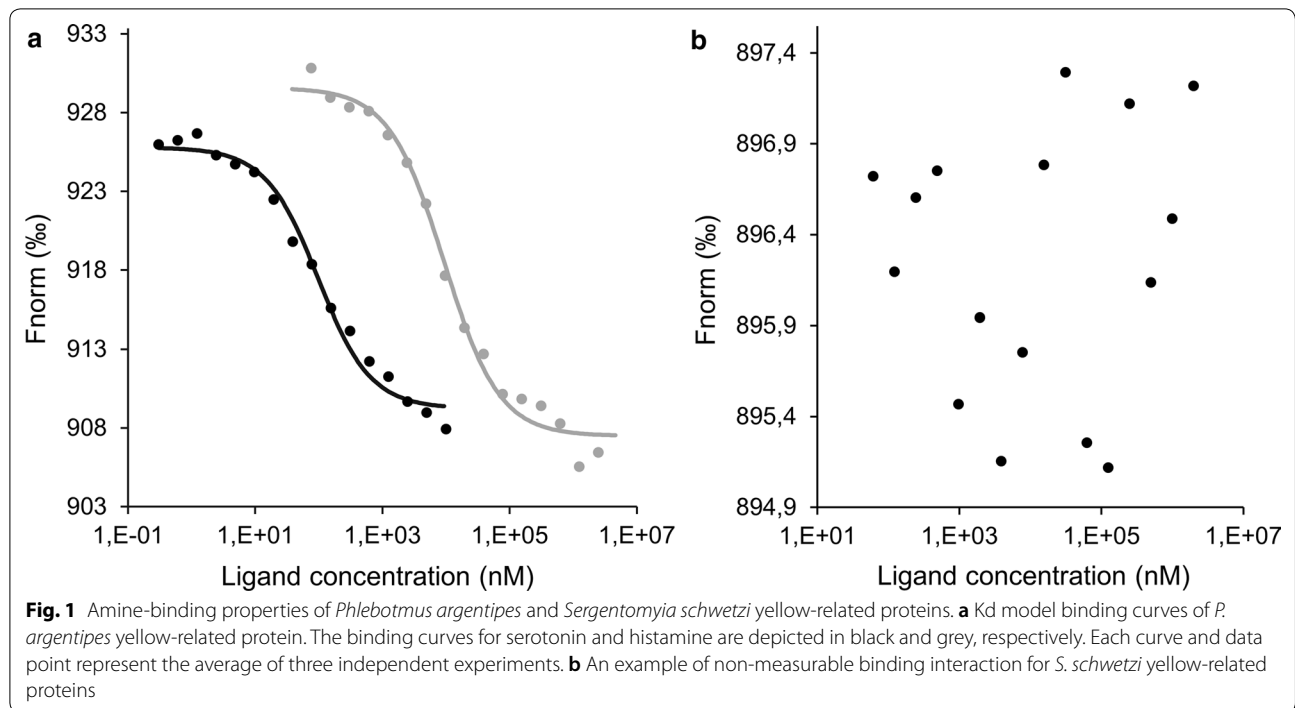 a
933
928
923
918
913
908
903
Fnorm (‰)
1,E-01 1,E+01 1,E+03 1,E+05 1,E+07
Ligand concentration (nM)
b
897,4
896,9
896,4
895,9
895,4
894,9
Fnorm (‰)
1,E+01 1,E+03 1,E+05 1,E+07
Ligand concentration (nM)
Fig. 1 Amine-binding properties of Phlebotmus argentipes and Sergentomyia schwetzi yellow-related proteins. a Kd model binding curves of P.
argentipes yellow-related protein. The binding curves for serotonin and histamine are depicted in black and grey, respectively. Each curve and data
point represent the average of three independent experiments. b An example of non-measurable binding interaction for S. schwetzi yellow-related
proteins